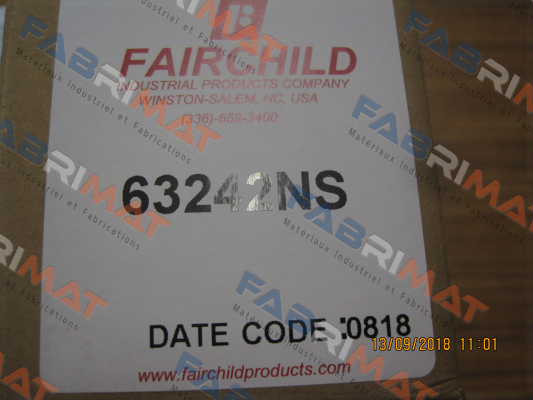 FAIRCHILD
INDUSTRIAL PRODUCTS COMPANY
WINSTON-SALEM, NC, USA
(336)-659-3400
63242NS
DATE CODE :0818
13/09/2018 11:01
www.fairchildproducts.com
FABRIMAT
Materiaux Industriel et Fabrications